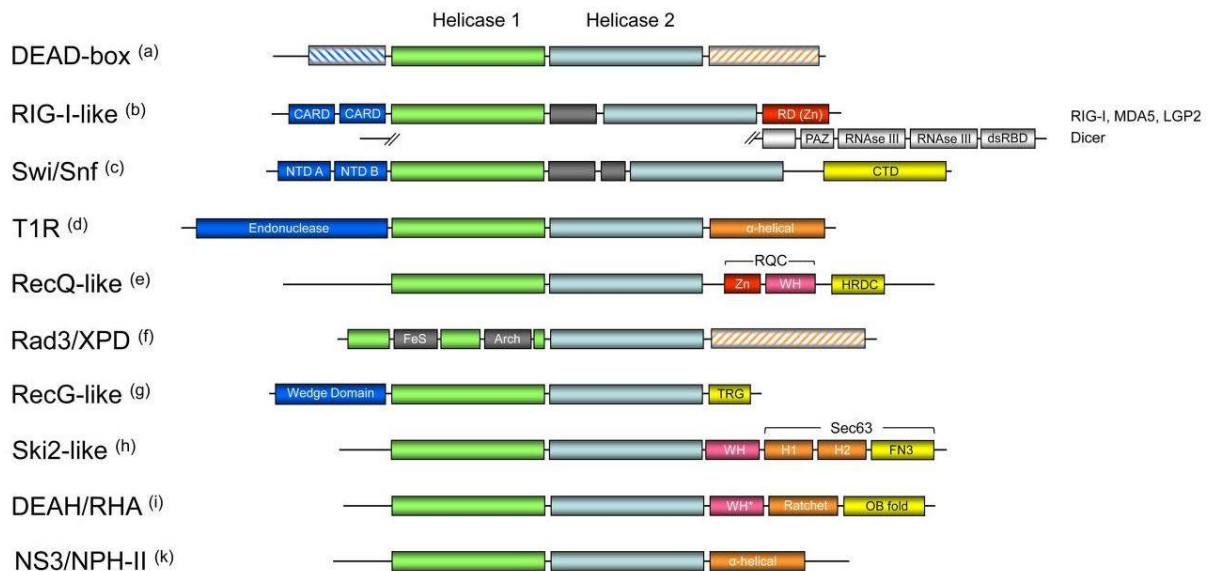 Helicase 1 Helicase 2
DEAD-box (a)
RIG-I-like (b) CARD CARD RD (Zn) RIG-I, MDA5, LGP2
PAZ RNAse III RNAse III dsRBD Dicer
Swi/Snf (c) NTD A NTD B CTD
T1R (d) Endonuclease α-helical
RQC
RecQ-like (e) Zn WH HRDC
Rad3/XPD (f) FeS Arch
RecG-like (g) Wedge Domain TRG
Sec63
Ski2-like (h) WH H1 H2 FN3
DEAH/RHA (i) WH* Ratchet OB fold
NS3/NPH-II (k) α-helical